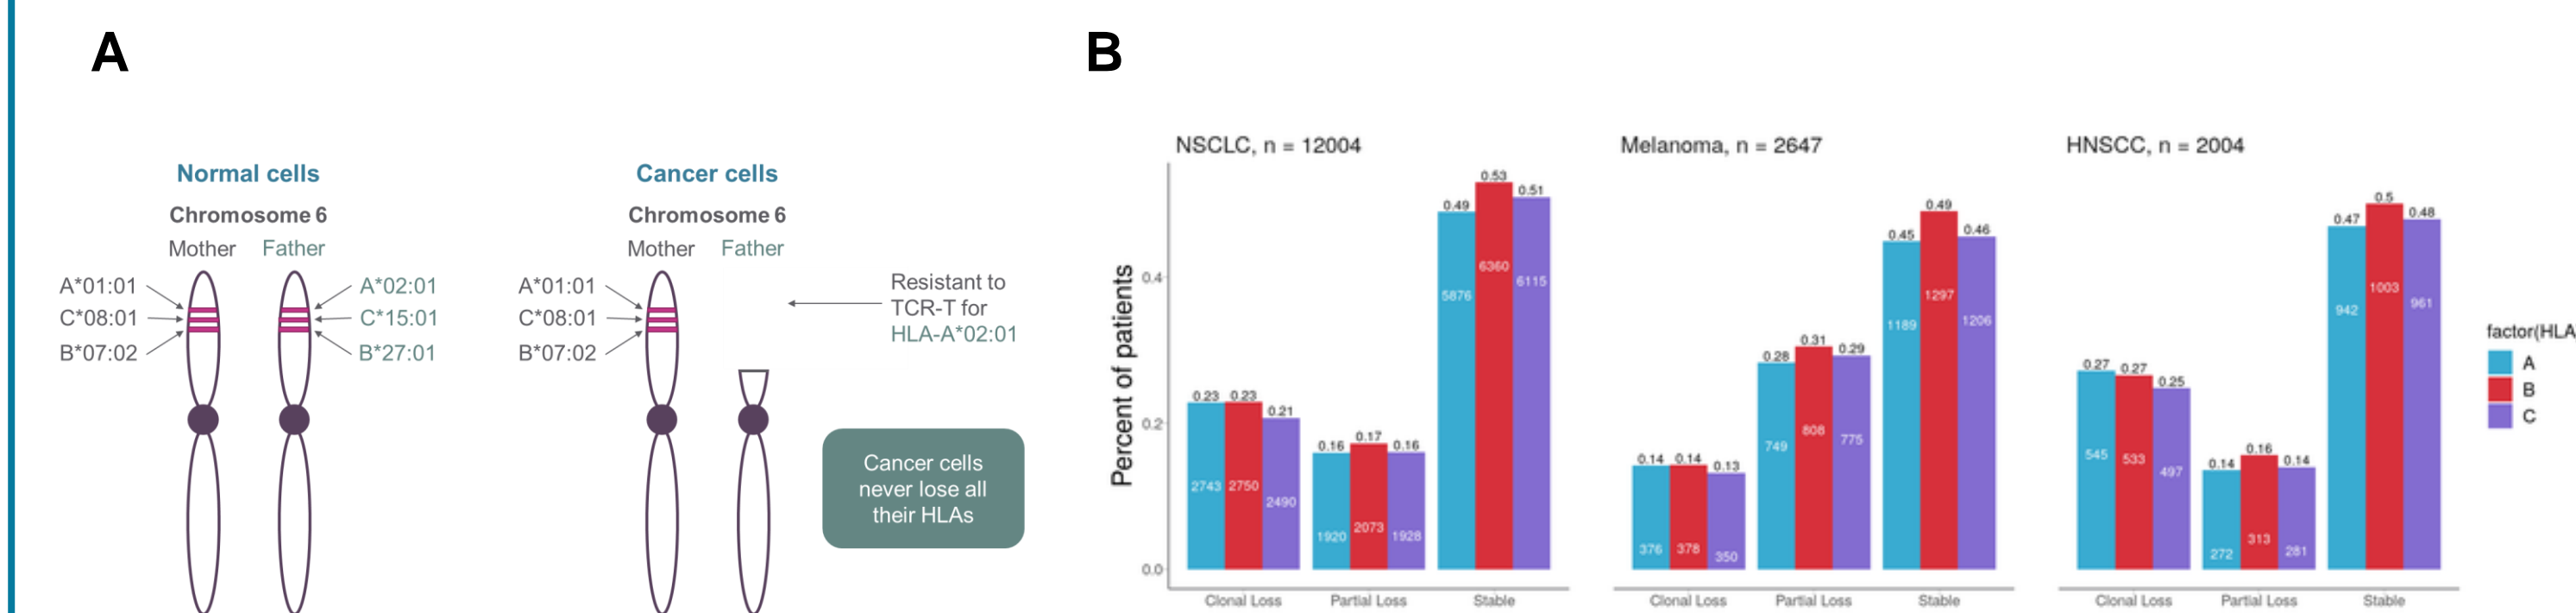 A
Normal cells
Chromosome 6
Mother Father
A*01:01
C*08:01
B*07:02
A*02:01
C*15:01
B*27:01
Cancer cells
Chromosome 6
Mother Father
A*01:01
C*08:01
B*07:02
Resistant to
TCR-T for
HLA-A*02:01
Cancer cells
never lose all
their HLAs
B
Percent of patients
0.4
0.2
0.0
NSCLC, n = 12004
0.23 0.23 0.21
2743 2750 2490
0.16 0.17 0.16
1920 2073 1928
0.49 0.53 0.51
5876 6360 6115
Clonal Loss Partial Loss Stable
Melanoma, n = 2647
0.14 0.14 0.13
376 378 350
0.28 0.31 0.29
749 808 775
0.45 0.49 0.46
1189 1297 1206
Clonal Loss Partial Loss Stable
HNSCC, n = 2004
0.27 0.27 0.25
545 533 497
0.14 0.16 0.14
272 313 281
0.47 0.5 0.48
942 1003 961
Clonal Loss Partial Loss Stable
factor(HLA
A
B
C